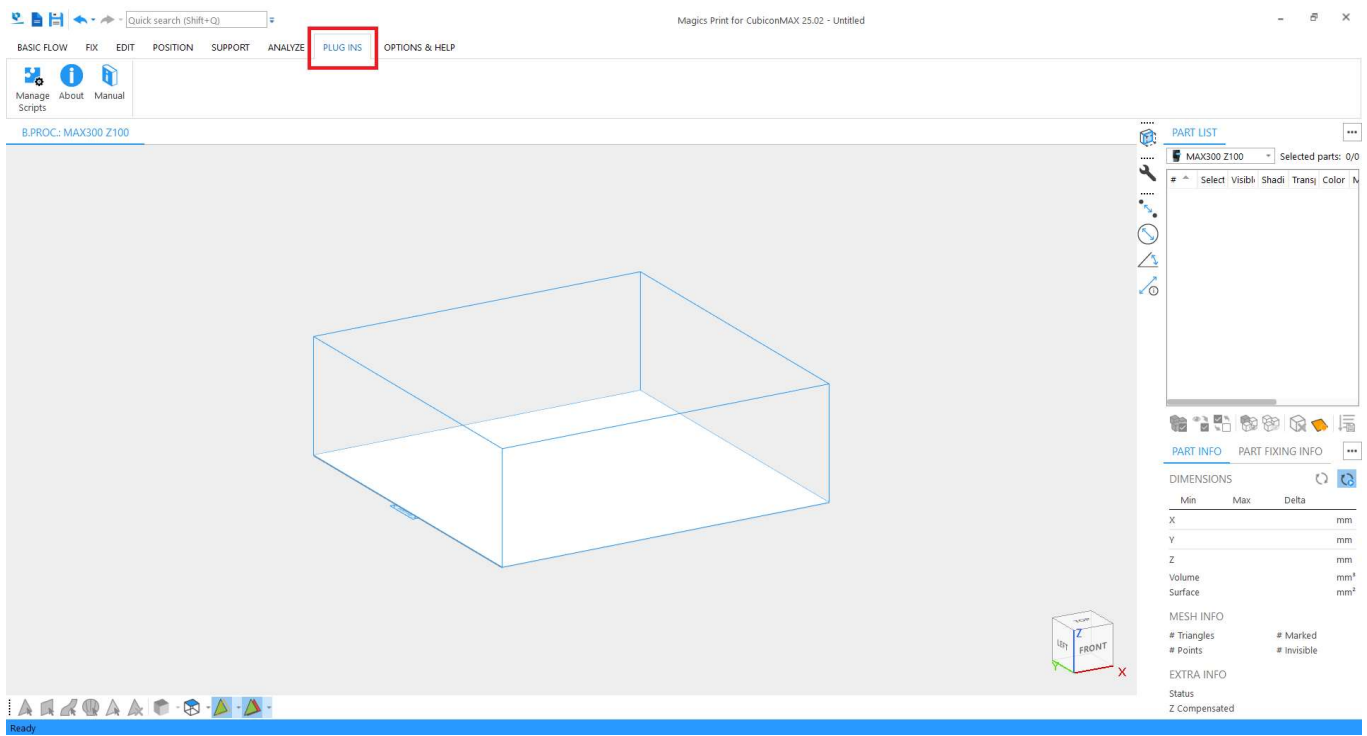 Quick search (Shift+Q)
Magics Print for CubiconMAX 25.02 - Untitled
BASIC FLOW FIX EDIT POSITION SUPPORT ANALYZE PLUG INS OPTIONS & HELP
Manage Scripts About Manual
B.PROC.: MAX300 Z100
PART LIST
MAX300 Z100 Selected parts: 0/0
# Select Visibl Shadi Trans Color M
PART INFO PART FIXING INFO
DIMENSIONS
Min Max Delta
X mm
Y mm
Z mm
Volume mm³
Surface mm²
MESH INFO
# Triangles # Marked
# Points # Invisible
EXTRA INFO
Status
Z Compensated
TOP
LEFT FRONT
Z
Y X
Ready